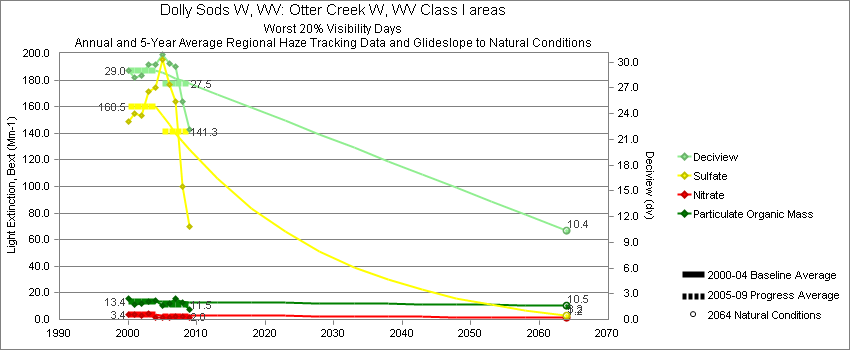 Dolly Sods W, WV: Otter Creek W, WV Class I areas
Worst 20% Visibility Days
Annual and 5-Year Average Regional Haze Tracking Data and Glideslope to Natural Conditions
Light Extinction, Bext (Mm-1)
200.0
180.0
160.0
140.0
120.0
100.0
80.0
60.0
40.0
20.0
0.0
29.0
160.5
13.4
3.4
27.5
141.3
11.5
2.0
10.4
10.5
3.2
30.0
27.0
24.0
21.0
18.0
15.0
12.0
9.0
6.0
3.0
0.0
Deciview (dv)
1990 2000 2010 2020 2030 2040 2050 2060 2070
Deciview
Sulfate
Nitrate
Particulate Organic Mass
2000-04 Baseline Average
2005-09 Progress Average
2064 Natural Conditions